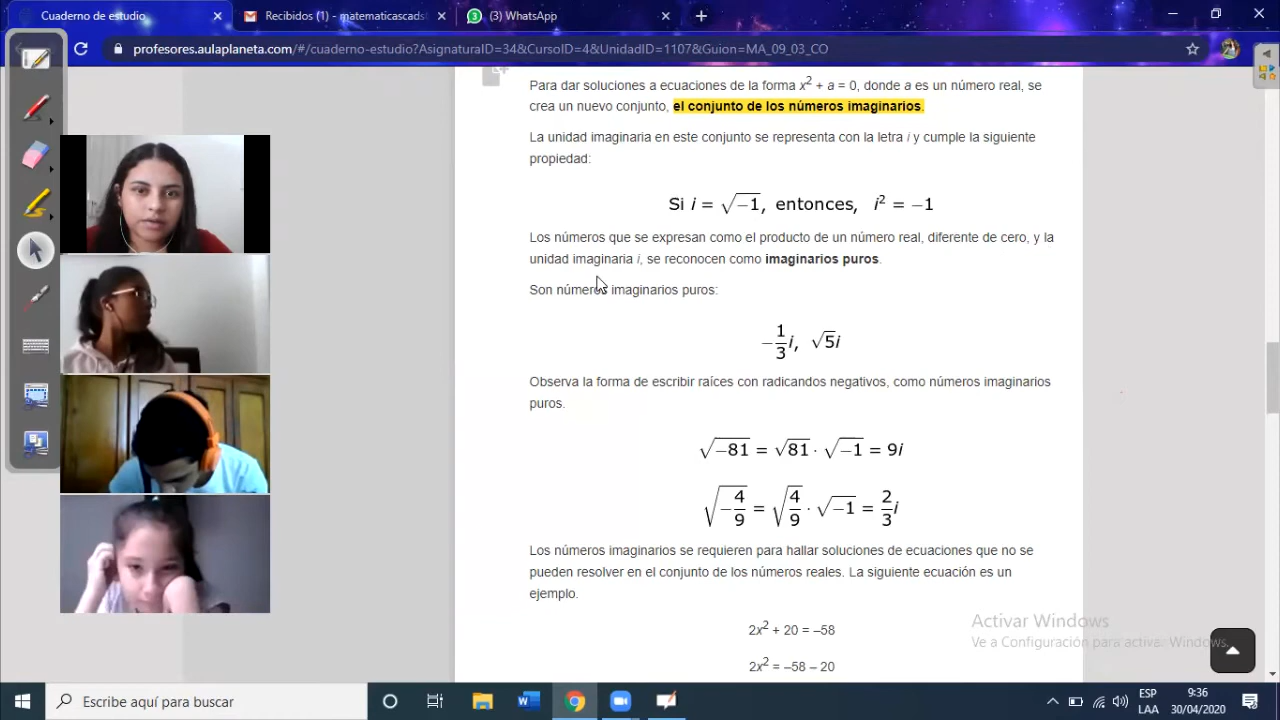 Cuaderno de estudio
Recibidos (1) - matematicascads
(3) WhatsApp
profesores.aulaplaneta.com/#/cuaderno-estudio?AsignaturaID=34&CursoID=4&UnidadID=1107&Guion=MA_09_03_CO
Para dar soluciones a ecuaciones de la forma x² + a = 0, donde a es un número real, se
crea un nuevo conjunto, el conjunto de los números imaginarios.
La unidad imaginaria en este conjunto se representa con la letra i y cumple la siguiente
propiedad:
Si i = √−1, entonces, i² = −1
Los números que se expresan como el producto de un número real, diferente de cero, y la
unidad imaginaria i, se reconocen como imaginarios puros.
Son números imaginarios puros:
−1/3 i, √5i
Observa la forma de escribir raíces con radicandos negativos, como números imaginarios
puros.
√−81 = √81 · √−1 = 9i
√−4/9 = √4/9 · √−1 = 2/3 i
Los números imaginarios se requieren para hallar soluciones de ecuaciones que no se
pueden resolver en el conjunto de los números reales. La siguiente ecuación es un
ejemplo.
2x² + 20 = –58
2x² = –58 – 20
Activar Windows
Ve a Configuración para activar Windows.
Escribe aquí para buscar
ESP
LAA
9:36
30/04/2020